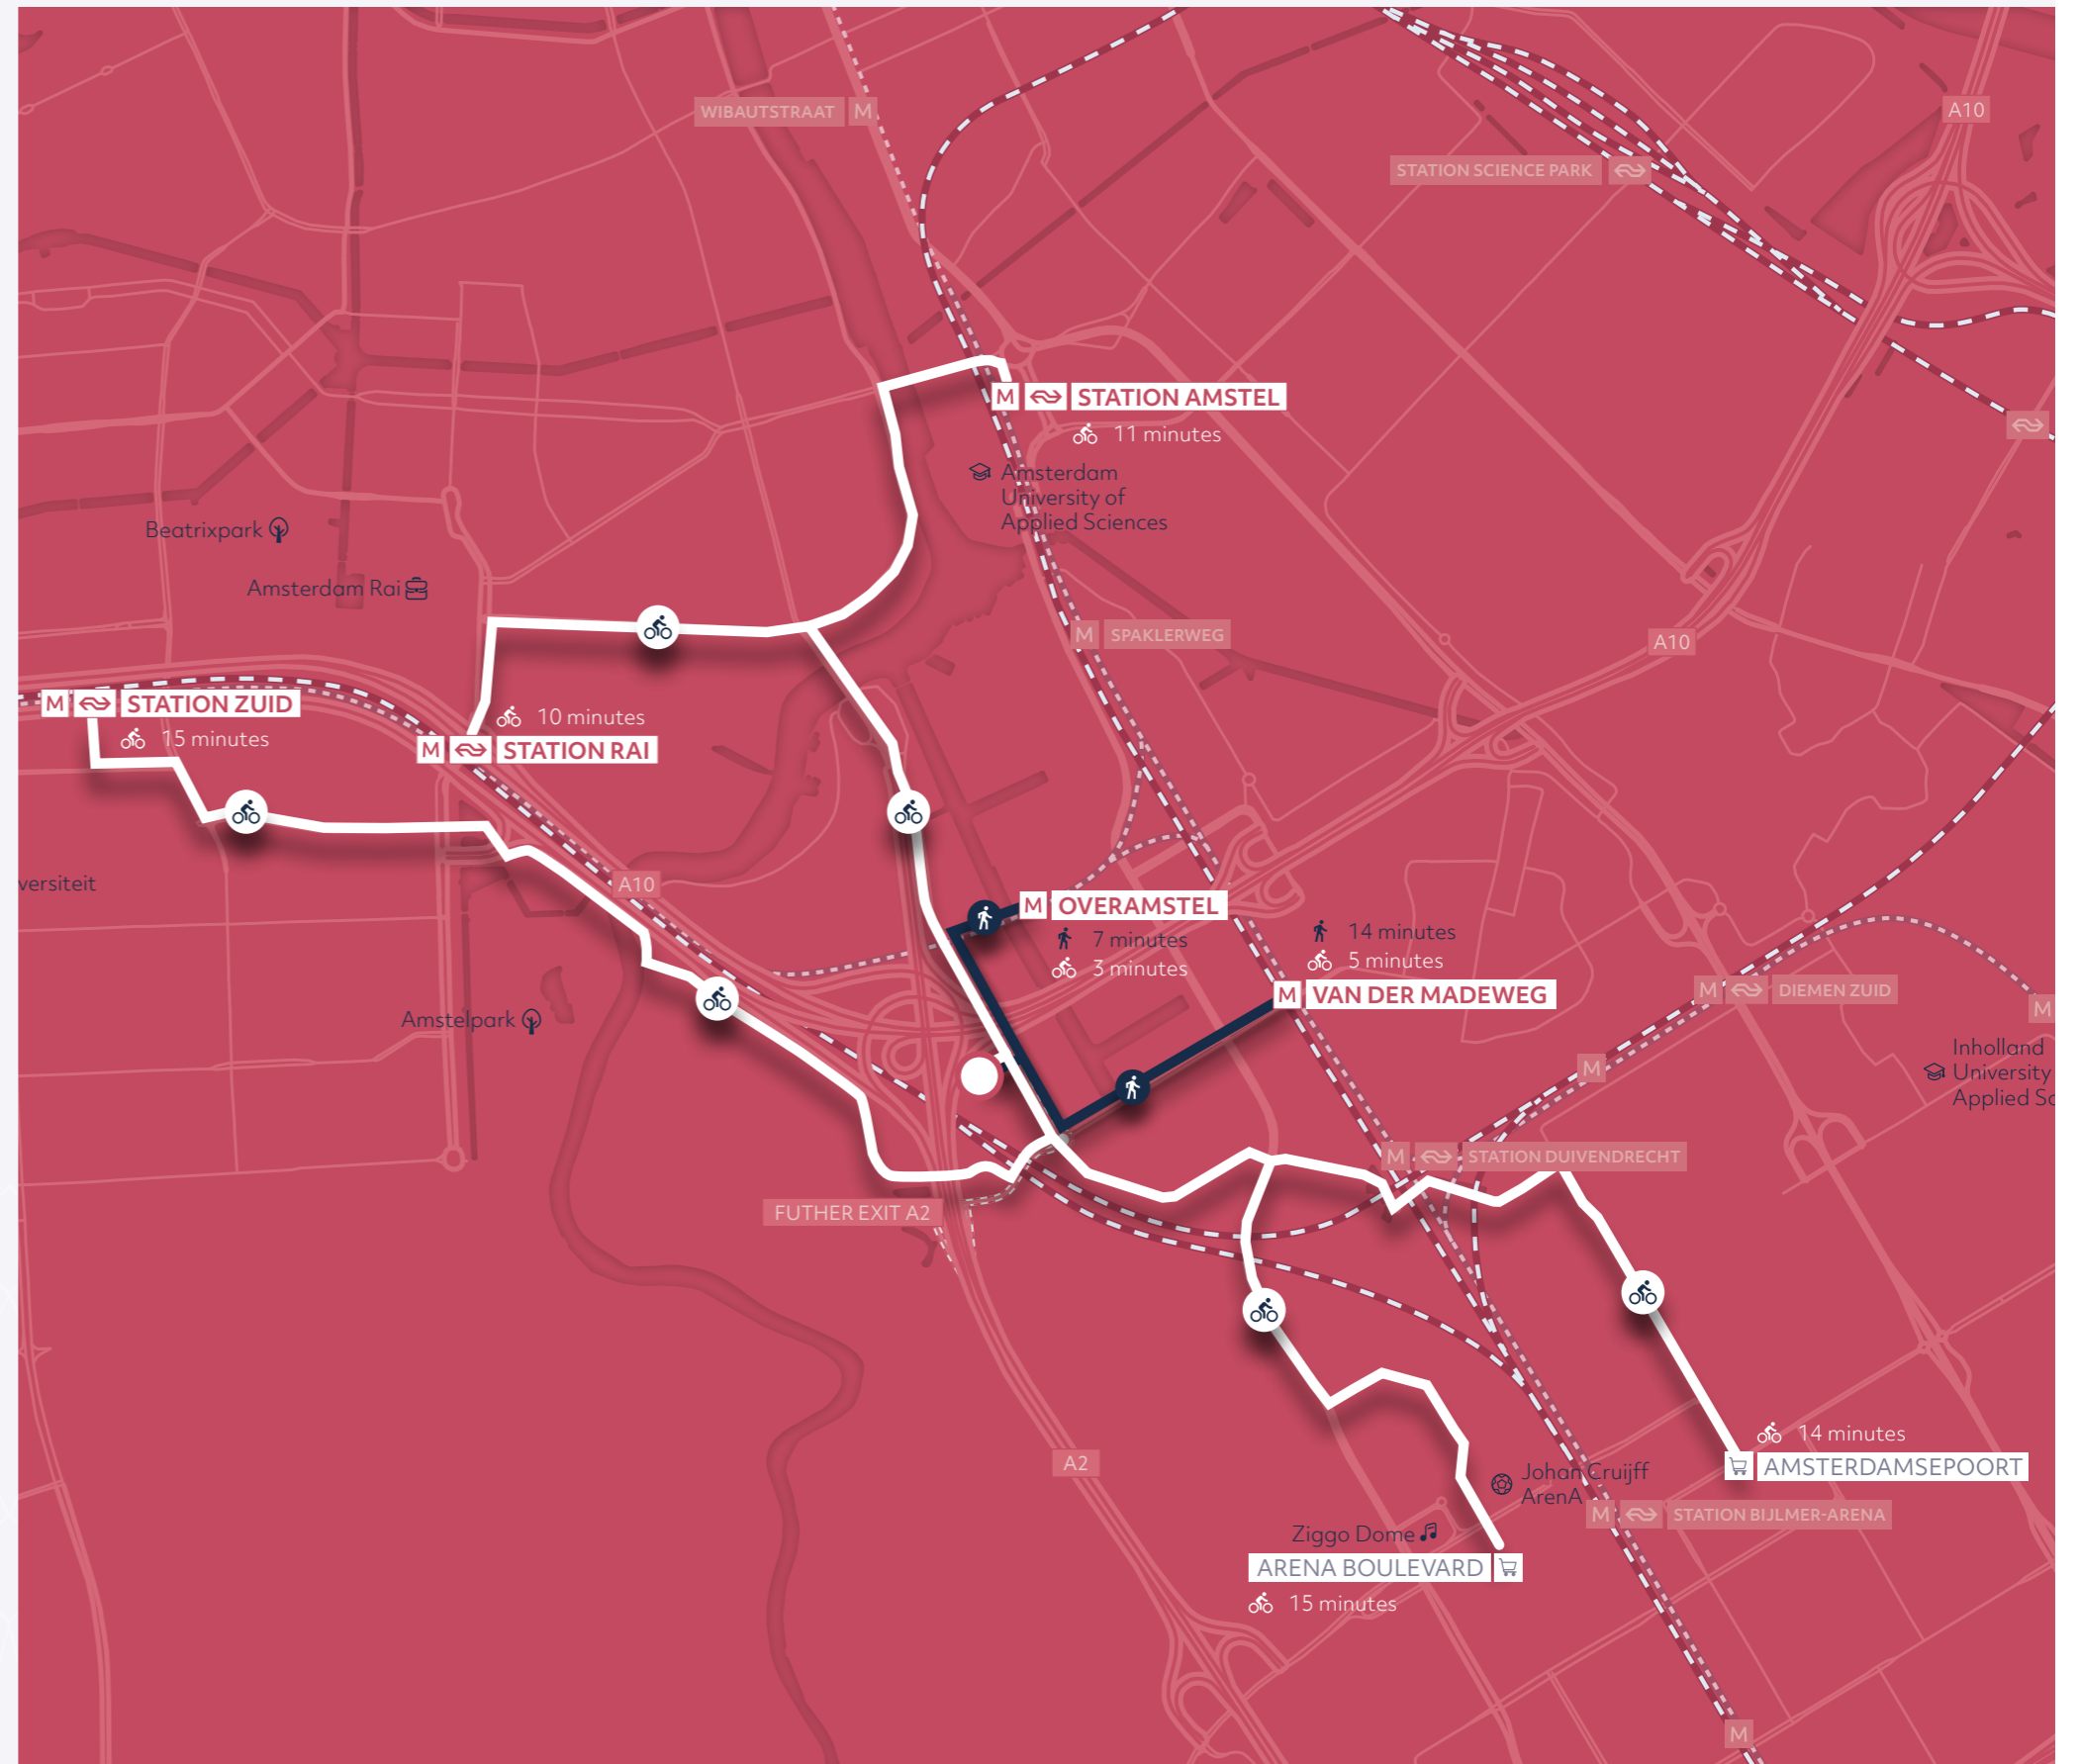 A10
WIBAUTSTRAAT M
STATION SCIENCE PARK
M STATION AMSTEL
11 minutes
Amsterdam
University of
Applied Sciences
Beatrixpark
Amsterdam Rai
M SPAKLERWEG
A10
M STATION ZUID
15 minutes
10 minutes
M STATION RAI
versiteit
A10
M OVERAMSTEL
7 minutes
3 minutes
14 minutes
5 minutes
M VAN DER MADEWEG
M DIEMEN ZUID
M
Amstelpark
M
Inholland
University
Applied Sc
M STATION DUIVENDRECHT
FUTHER EXIT A2
14 minutes
AMSTERDAMSEPOORT
A2
Johan Cruijff
ArenA
M STATION BIJLMER-ARENA
Ziggo Dome
ARENA BOULEVARD
15 minutes
M